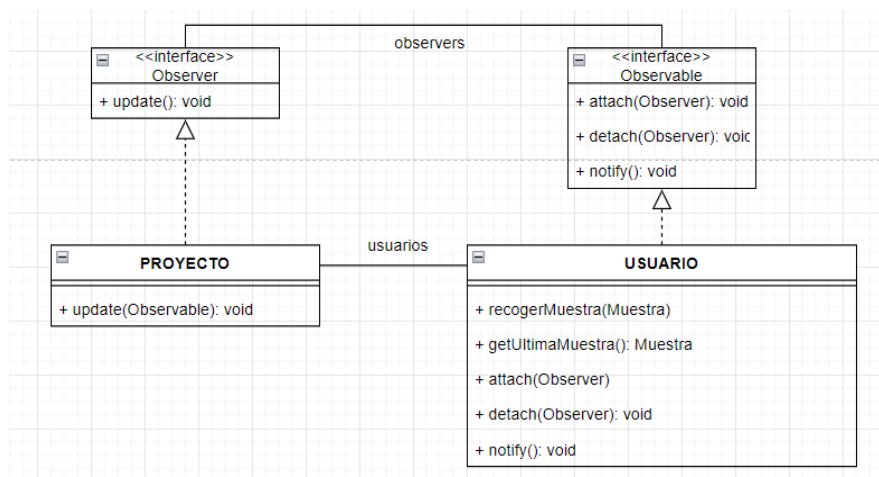 observers
<<interface>>
Observer
+ update(): void
<<interface>>
Observable
+ attach(Observer): void
+ detach(Observer): voic
+ notify(): void
usuarios
PROYECTO
+ update(Observable): void
USUARIO
+ recogerMuestra(Muestra)
+ getUltimaMuestra(): Muestra
+ attach(Observer)
+ detach(Observer): void
+ notify(): void